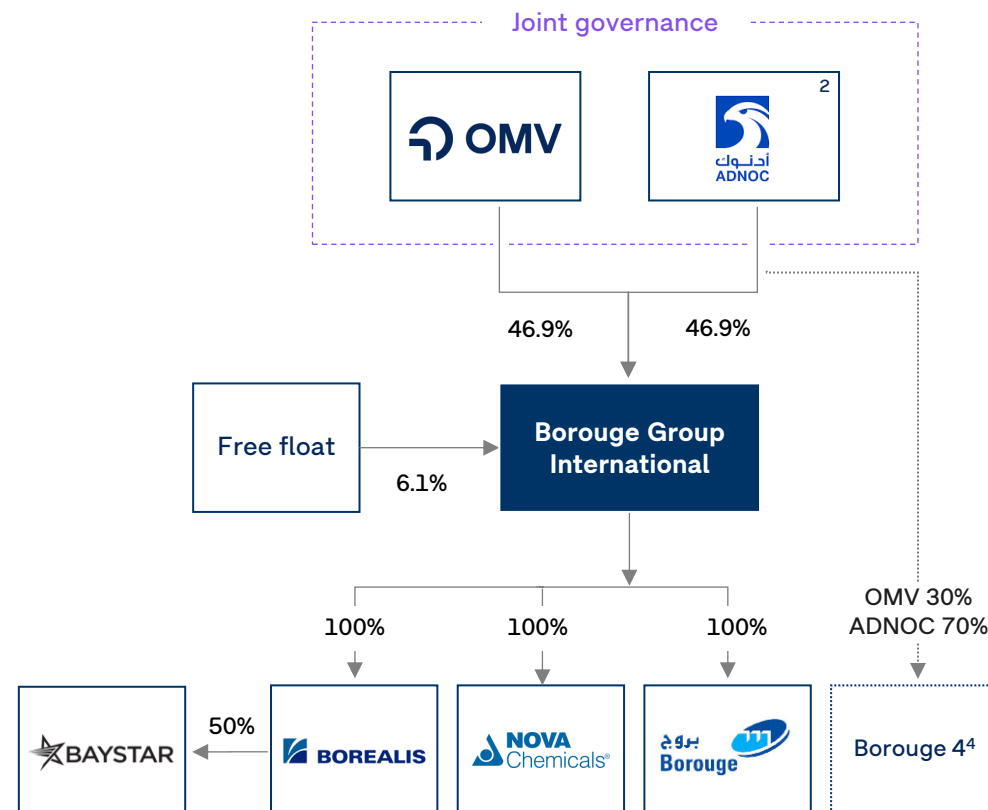 Joint governance
OMV
2
أدنوك
ADNOC
46.9%
46.9%
Free float
6.1%
Borouge Group
International
100%
100%
100%
OMV 30%
ADNOC 70%
BAYSTAR
50%
BOREALIS
NOVA
Chemicals®
بروج
Borouge
Borouge 4⁴